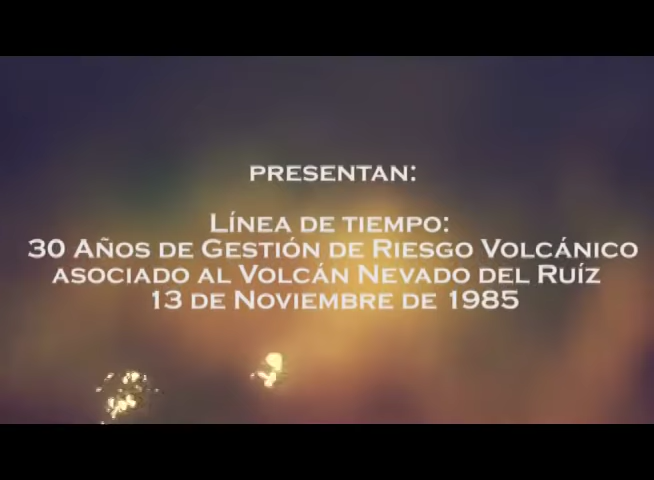 PRESENTAN:
LÍNEA DE TIEMPO:
30 AÑOS DE GESTIÓN DE RIESGO VOLCÁNICO
ASOCIADO AL VOLCÁN NEVADO DEL RUÍZ
13 DE NOVIEMBRE DE 1985